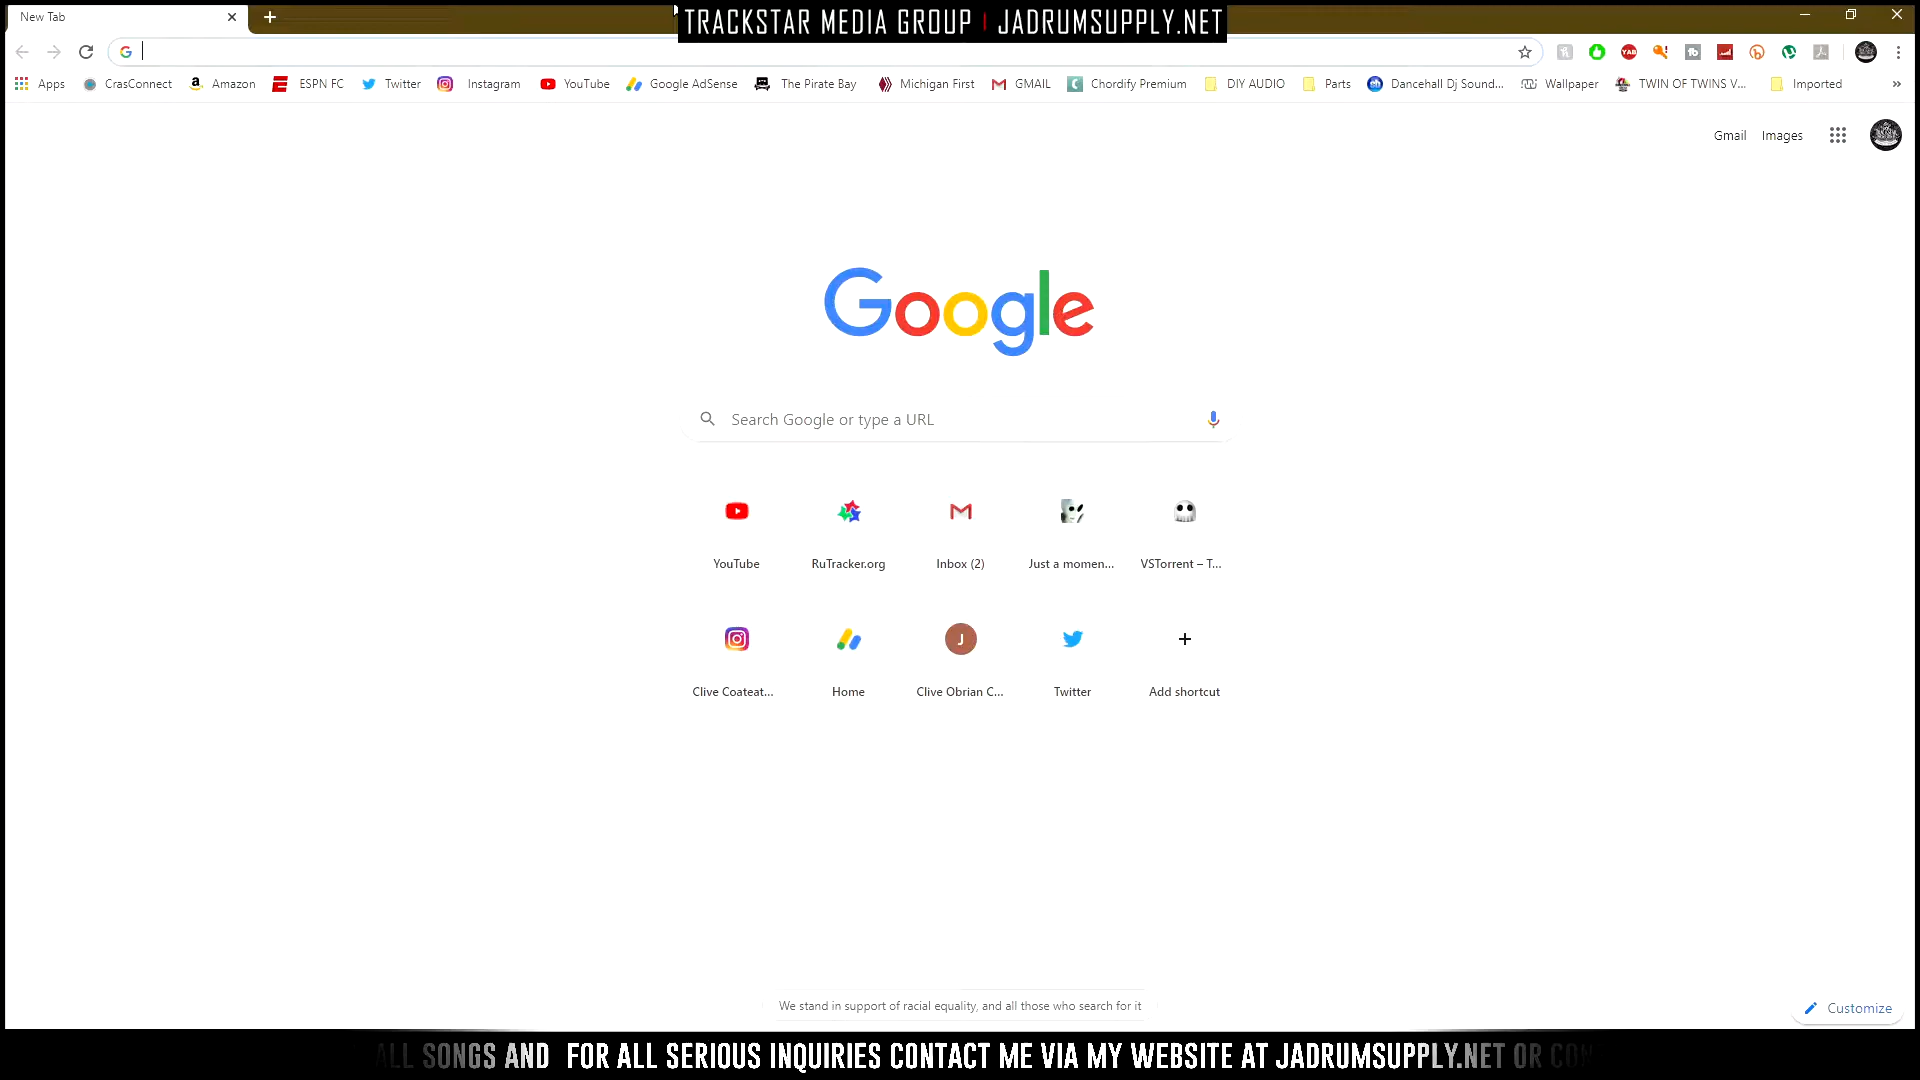 New Tab
TRACKSTAR MEDIA GROUP | JADRUMSUPPLY.NET
Apps CrasConnect Amazon ESPN FC Twitter Instagram YouTube Google AdSense The Pirate Bay Michigan First GMAIL Chordify Premium DIY AUDIO Parts Dancehall Dj Sound... Wallpaper TWIN OF TWINS V... Imported »
Gmail Images
Google
Search Google or type a URL
YouTube RuTracker.org Inbox (2) Just a momen... VSTorrent – T...
J
Clive Coateat... Home Clive Obrian C... Twitter Add shortcut
We stand in support of racial equality, and all those who search for it
Customize
ALL SONGS AND FOR ALL SERIOUS INQUIRIES CONTACT ME VIA MY WEBSITE AT JADRUMSUPPLY.NET OR